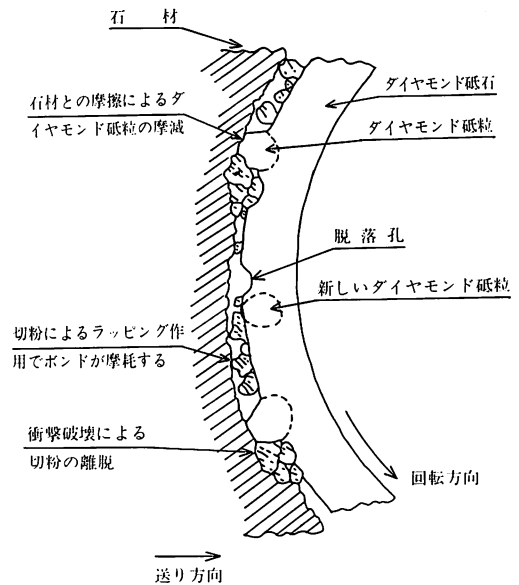 石 材
ダイヤモンド砥石
石材との摩擦によるダ
イヤモンド砥粒の摩減
ダイヤモンド砥粒
脱落孔
新しいダイヤモンド砥粒
切粉によるラッピング作
用でボンドが摩耗する
衝撃破壊による
切粉の離脱
回転方向
送り方向